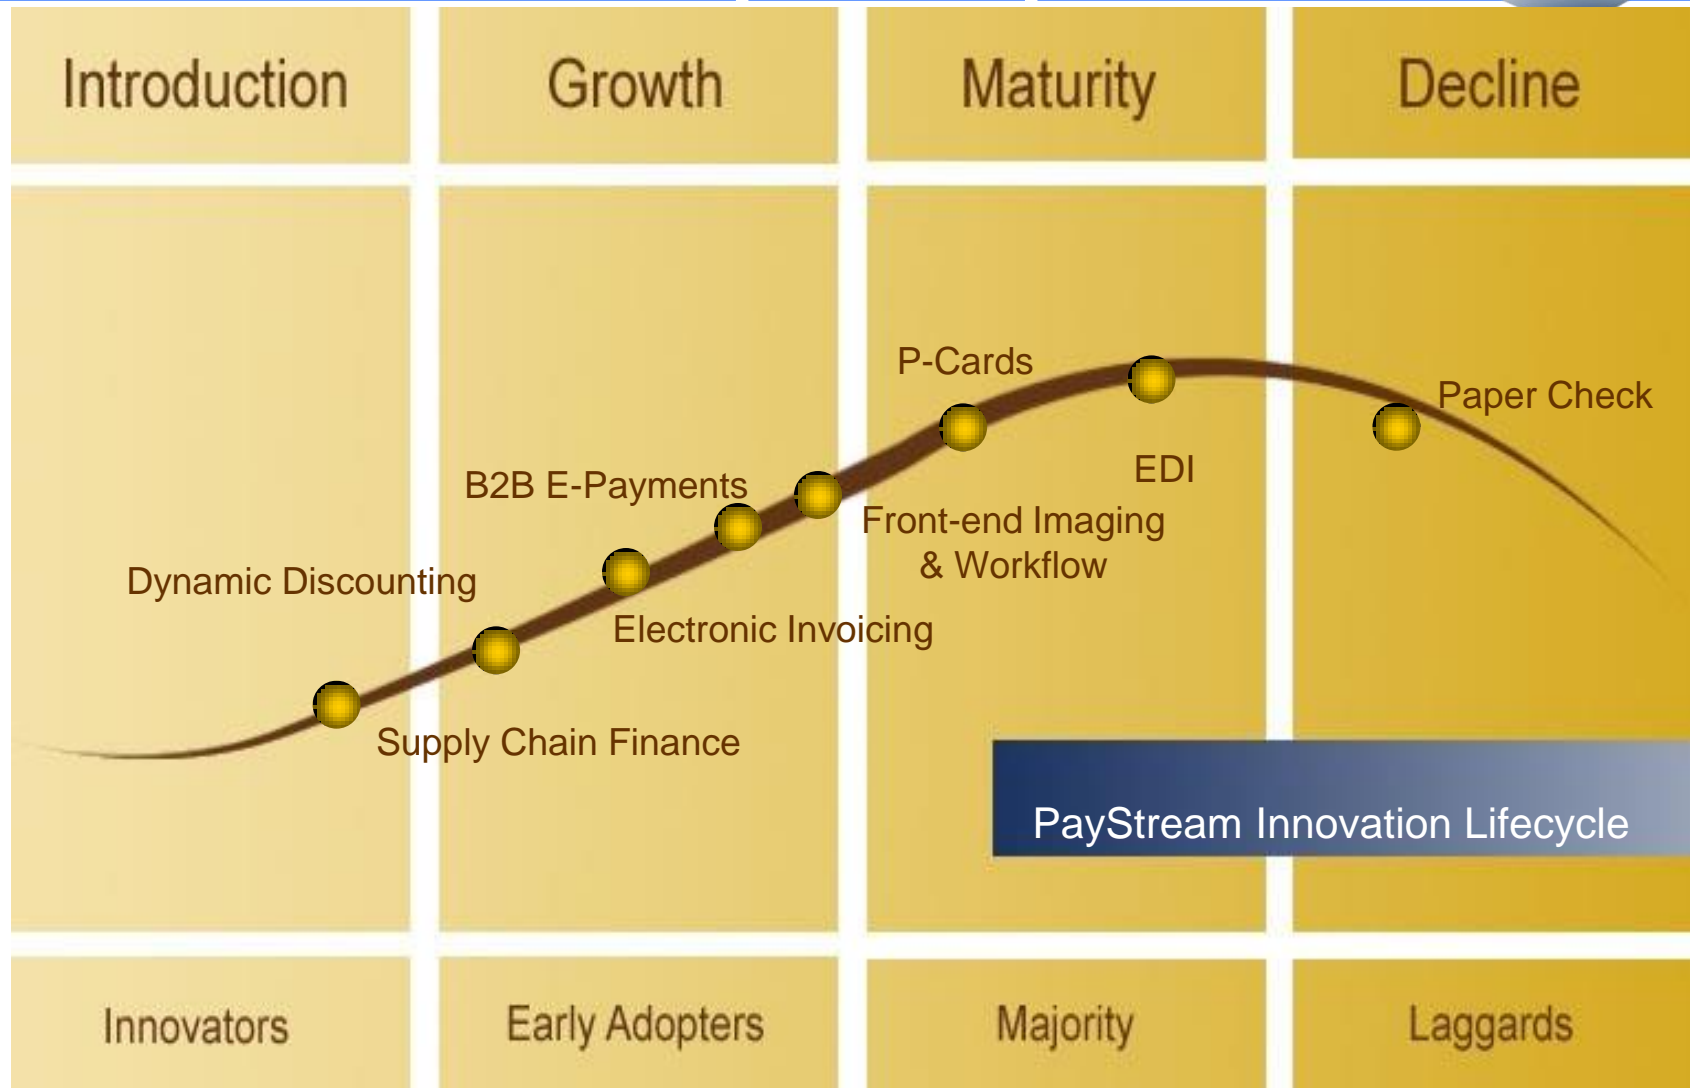 Introduction
Growth
Maturity
Decline
P-Cards
Paper Check
EDI
B2B E-Payments
Front-end Imaging
& Workflow
Dynamic Discounting
Electronic Invoicing
Supply Chain Finance
PayStream Innovation Lifecycle
Innovators
Early Adopters
Majority
Laggards